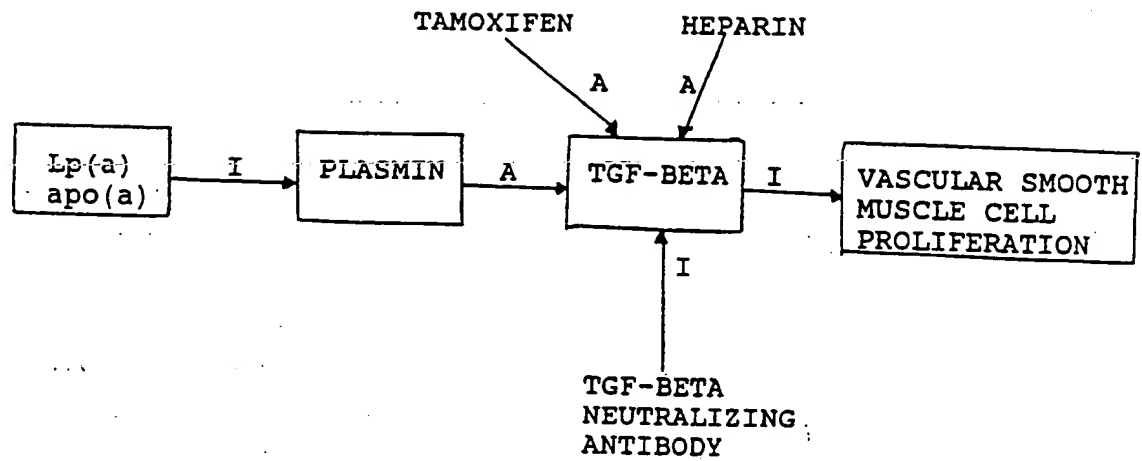 TAMOXIFEN HEPARIN
A A
Lp(a)
apo(a)
I
PLASMIN
A
TGF-BETA
I
VASCULAR SMOOTH
MUSCLE CELL
PROLIFERATION
I
TGF-BETA
NEUTRALIZING
ANTIBODY